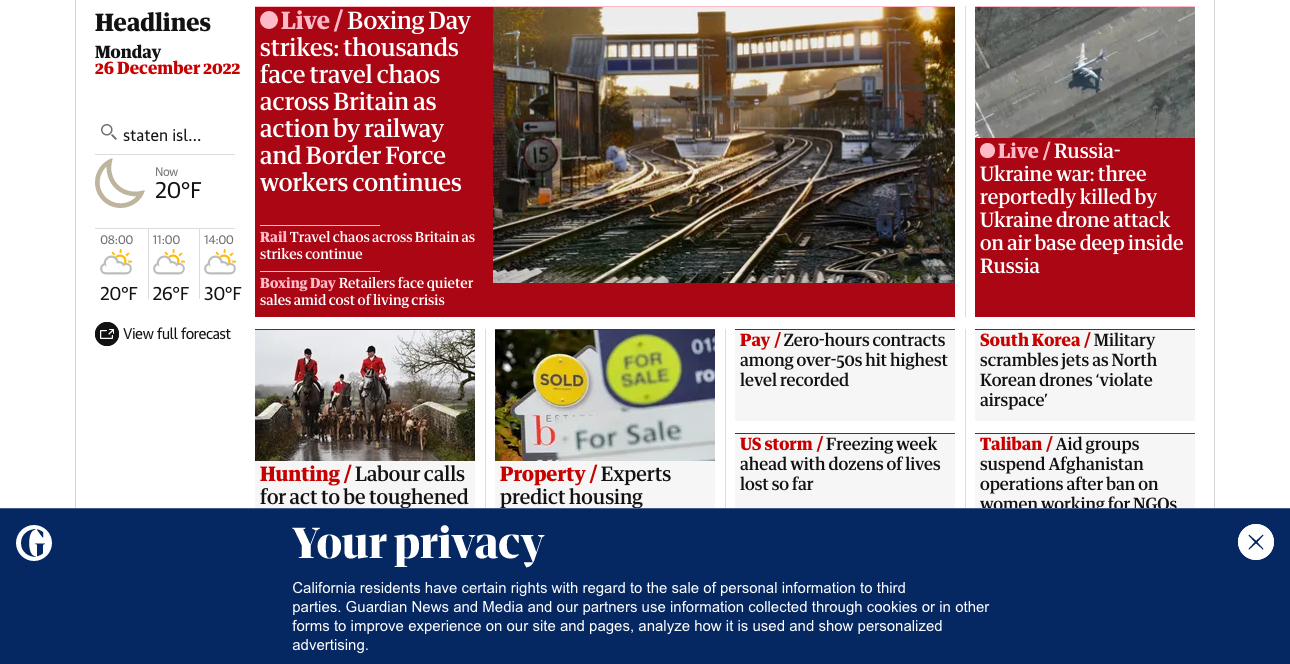 Headlines
Monday
26 December 2022
staten isl...
Now
20°F
08:00
11:00
14:00
20°F
26°F
30°F
View full forecast
Live / Boxing Day
strikes: thousands
face travel chaos
across Britain as
action by railway
and Border Force
workers continues
Rail Travel chaos across Britain as
strikes continue
Boxing Day Retailers face quieter
sales amid cost of living crisis
15
Live / Russia-
Ukraine war: three
reportedly killed by
Ukraine drone attack
on air base deep inside
Russia
Hunting / Labour calls
for act to be toughened
SOLD
FOR
SALE
01
ro
ESTATE
b
For Sale
Property / Experts
predict housing
Pay / Zero-hours contracts
among over-50s hit highest
level recorded
US storm / Freezing week
ahead with dozens of lives
lost so far
South Korea / Military
scrambles jets as North
Korean drones ‘violate
airspace’
Taliban / Aid groups
suspend Afghanistan
operations after ban on
women working for NGOs
G
Your privacy
California residents have certain rights with regard to the sale of personal information to third
parties. Guardian News and Media and our partners use information collected through cookies or in other
forms to improve experience on our site and pages, analyze how it is used and show personalized
advertising.